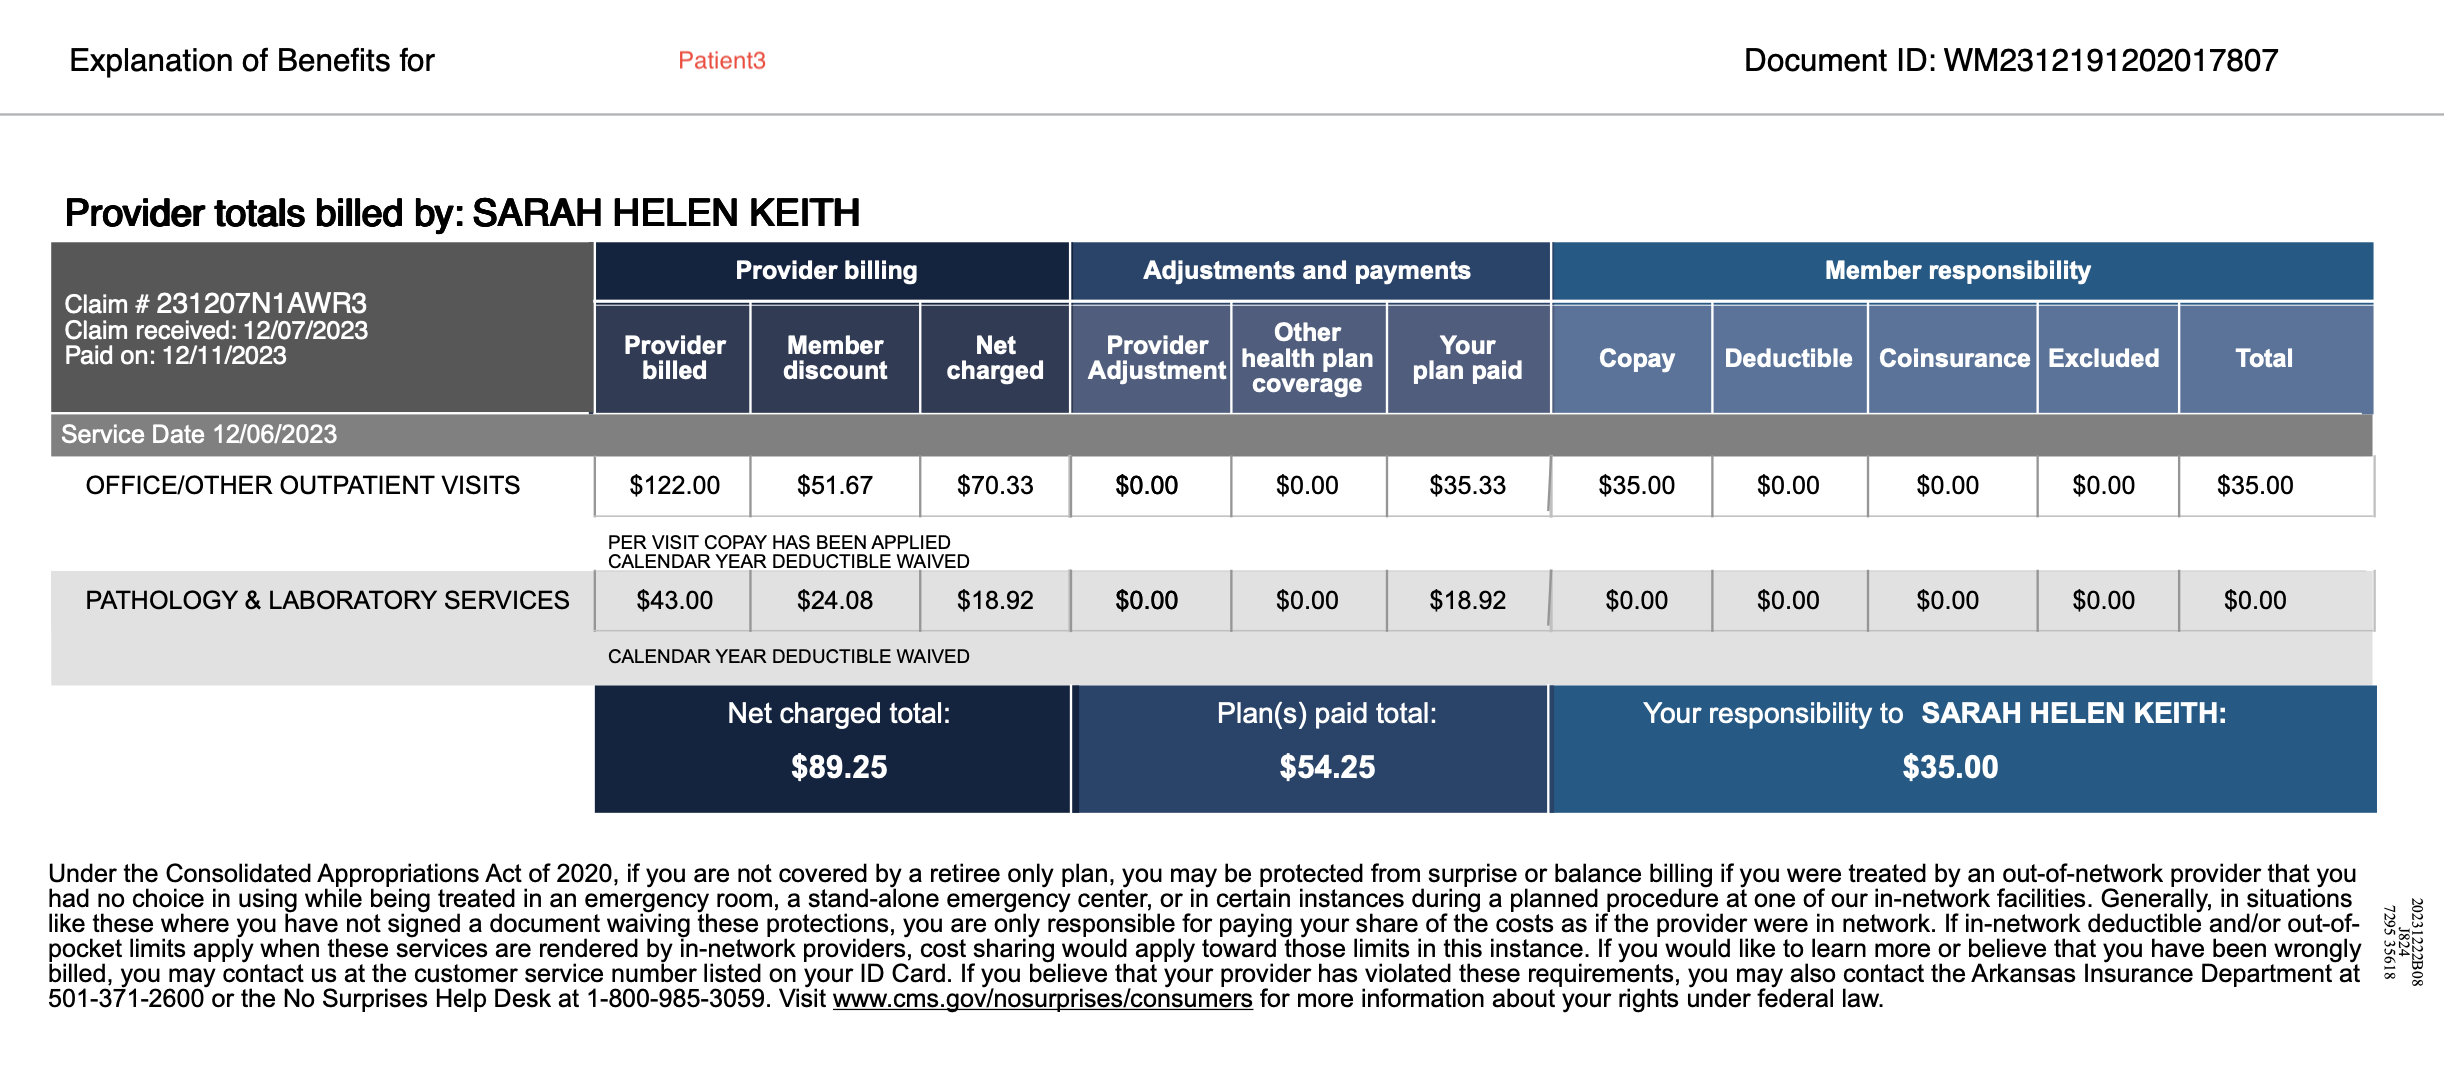 Explanation of Benefits for Patient3 Document ID: WM2312191202017807
Provider totals billed by: SARAH HELEN KEITH
Claim # 231207N1AWR3
Claim received: 12/07/2023
Paid on: 12/11/2023
Provider billing Adjustments and payments Member responsibility
Provider billed Member discount Net charged Provider Adjustment Other health plan coverage Your plan paid Copay Deductible Coinsurance Excluded Total
Service Date 12/06/2023
OFFICE/OTHER OUTPATIENT VISITS $122.00 $51.67 $70.33 $0.00 $0.00 $35.33 $35.00 $0.00 $0.00 $0.00 $35.00
PER VISIT COPAY HAS BEEN APPLIED
CALENDAR YEAR DEDUCTIBLE WAIVED
PATHOLOGY & LABORATORY SERVICES $43.00 $24.08 $18.92 $0.00 $0.00 $18.92 $0.00 $0.00 $0.00 $0.00 $0.00
CALENDAR YEAR DEDUCTIBLE WAIVED
Net charged total: Plan(s) paid total: Your responsibility to SARAH HELEN KEITH:
$89.25 $54.25 $35.00
Under the Consolidated Appropriations Act of 2020, if you are not covered by a retiree only plan, you may be protected from surprise or balance billing if you were treated by an out-of-network provider that you
had no choice in using while being treated in an emergency room, a stand-alone emergency center, or in certain instances during a planned procedure at one of our in-network facilities. Generally, in situations
like these where you have not signed a document waiving these protections, you are only responsible for paying your share of the costs as if the provider were in network. If in-network deductible and/or out-of-
pocket limits apply when these services are rendered by in-network providers, cost sharing would apply toward those limits in this instance. If you would like to learn more or believe that you have been wrongly
billed, you may contact us at the customer service number listed on your ID Card. If you believe that your provider has violated these requirements, you may also contact the Arkansas Insurance Department at
501-371-2600 or the No Surprises Help Desk at 1-800-985-3059. Visit www.cms.gov/nosurprises/consumers for more information about your rights under federal law.
20231222B08
J824
7295 35618